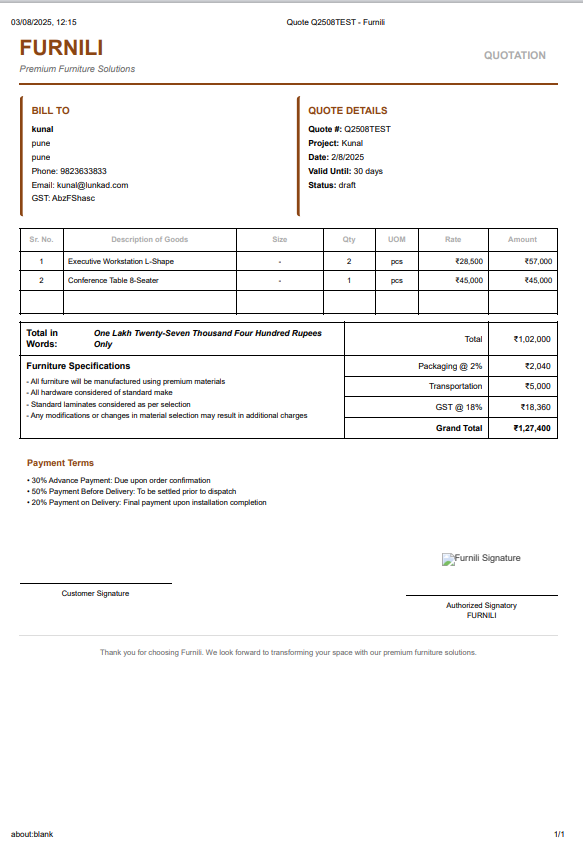 03/08/2025, 12:15 Quote Q2508TEST - Furnili
FURNILI
Premium Furniture Solutions
QUOTATION
BILL TO
kunal
pune
pune
Phone: 9823633833
Email: kunal@lunkad.com
GST: AbzFShasc
QUOTE DETAILS
Quote #: Q2508TEST
Project: Kunal
Date: 2/8/2025
Valid Until: 30 days
Status: draft
Sr. No. Description of Goods Size Qty UOM Rate Amount
1 Executive Workstation L-Shape - 2 pcs ₹28,500 ₹57,000
2 Conference Table 8-Seater - 1 pcs ₹45,000 ₹45,000
Total in
Words:
One Lakh Twenty-Seven Thousand Four Hundred Rupees
Only
Total ₹1,02,000
Furniture Specifications
- All furniture will be manufactured using premium materials
- All hardware considered of standard make
- Standard laminates considered as per selection
- Any modifications or changes in material selection may result in additional charges
Packaging @ 2% ₹2,040
Transportation ₹5,000
GST @ 18% ₹18,360
Grand Total ₹1,27,400
Payment Terms
• 30% Advance Payment: Due upon order confirmation
• 50% Payment Before Delivery: To be settled prior to dispatch
• 20% Payment on Delivery: Final payment upon installation completion
Furnili Signature
Customer Signature
Authorized Signatory
FURNILI
Thank you for choosing Furnili. We look forward to transforming your space with our premium furniture solutions.
about:blank 1/1